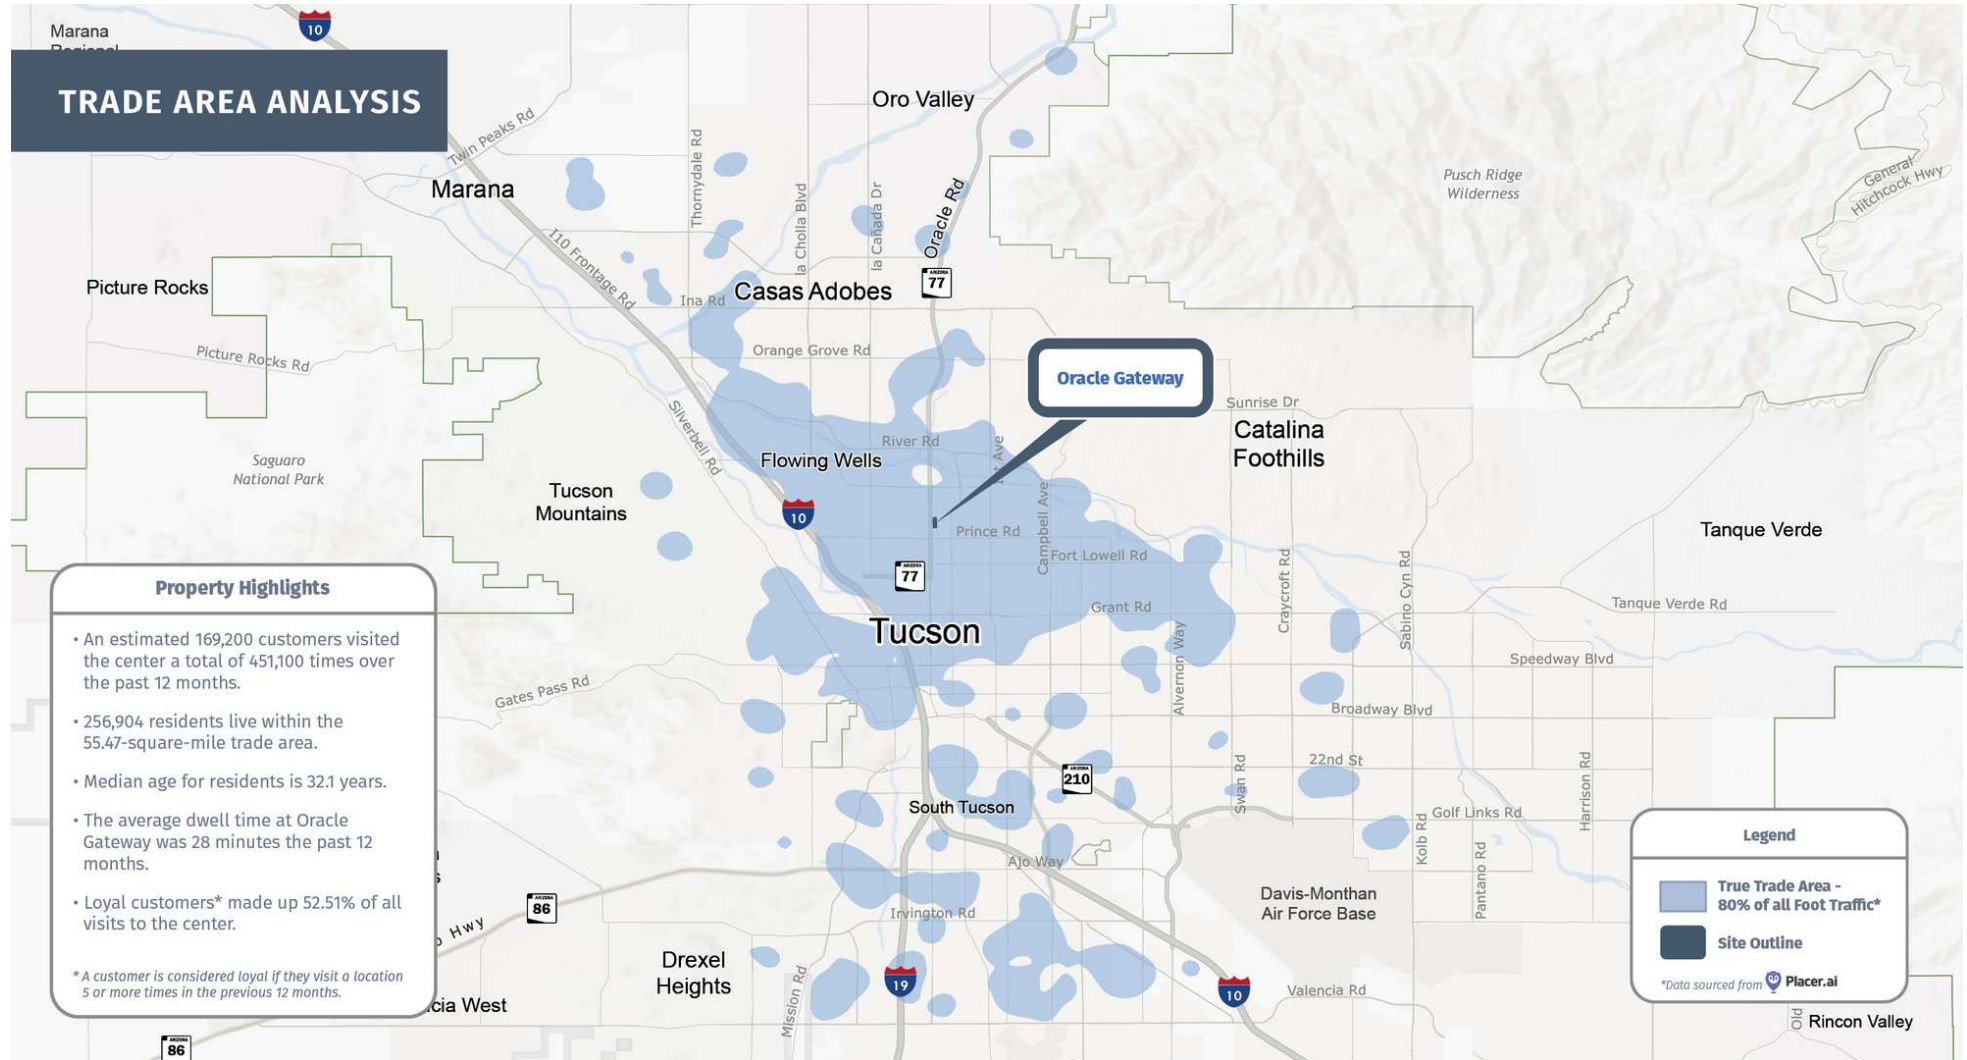 Marana
10
TRADE AREA ANALYSIS
Oro Valley
Twin Peaks Rd
Thornydale Rd
Marana
la Cholla Blvd
la Cañada Dr
Oracle Rd
Pusch Ridge
Wilderness
General
Hitchcock Hwy
I10 Frontage Rd
Picture Rocks
Ina Rd
Casas Adobes
ARIZONA
77
Picture Rocks Rd
Orange Grove Rd
Oracle Gateway
Silverbell Rd
Sunrise Dr
Catalina
Foothills
River Rd
Flowing Wells
Saguaro
National Park
Tucson
Mountains
10
Campbell Ave
Prince Rd
Fort Lowell Rd
Tanque Verde
ARIZONA
77
Grant Rd
Craycroft Rd
Sabino Cyn Rd
Tanque Verde Rd
Tucson
Alvernon Way
Speedway Blvd
Gates Pass Rd
Broadway Blvd
22nd St
Swan Rd
Harrison Rd
ARIZONA
210
South Tucson
Golf Links Rd
Kolb Rd
Pantano Rd
Ajo Way
Davis-Monthan
Air Force Base
ARIZONA
86
Hwy
Irvington Rd
Drexel
Heights
Mission Rd
19
10
Valencia Rd
cia West
ARIZONA
86
Old
Rincon Valley
Property Highlights
• An estimated 169,200 customers visited
the center a total of 451,100 times over
the past 12 months.
• 256,904 residents live within the
55.47-square-mile trade area.
• Median age for residents is 32.1 years.
• The average dwell time at Oracle
Gateway was 28 minutes the past 12
months.
• Loyal customers* made up 52.51% of all
visits to the center.
* A customer is considered loyal if they visit a location
5 or more times in the previous 12 months.
Legend
True Trade Area -
80% of all Foot Traffic*
Site Outline
*Data sourced from Placer.ai